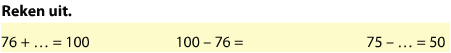 Reken uit.
76 + … = 100 100 – 76 = 75 – … = 50